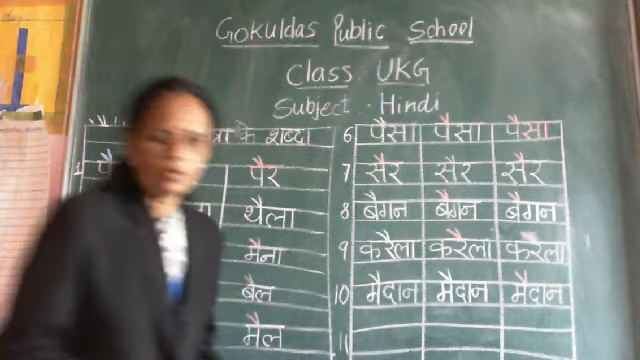 Gokuldas Public School
Class UKG
Subject - Hindi
के शब्दा
पैर
थैला
मैना
बैल
मैल
6 पैसा पैसा पैसा
7 सैर सैर सैर
8 बैगन बैगन बैगन
9 करैला करैला करैला
10 मैदान मैदान मैदान
11